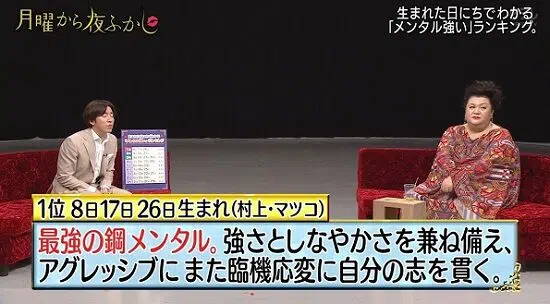 月曜から夜ふかし
生まれた日にちでわかる
「メンタル強い」ランキング。
1位 8日17日26日生まれ(村上・マツコ)
最強の鋼メンタル。強さとしなやかさを兼ね備え、
アグレッシブに また臨機応変に自分の志を貫く。